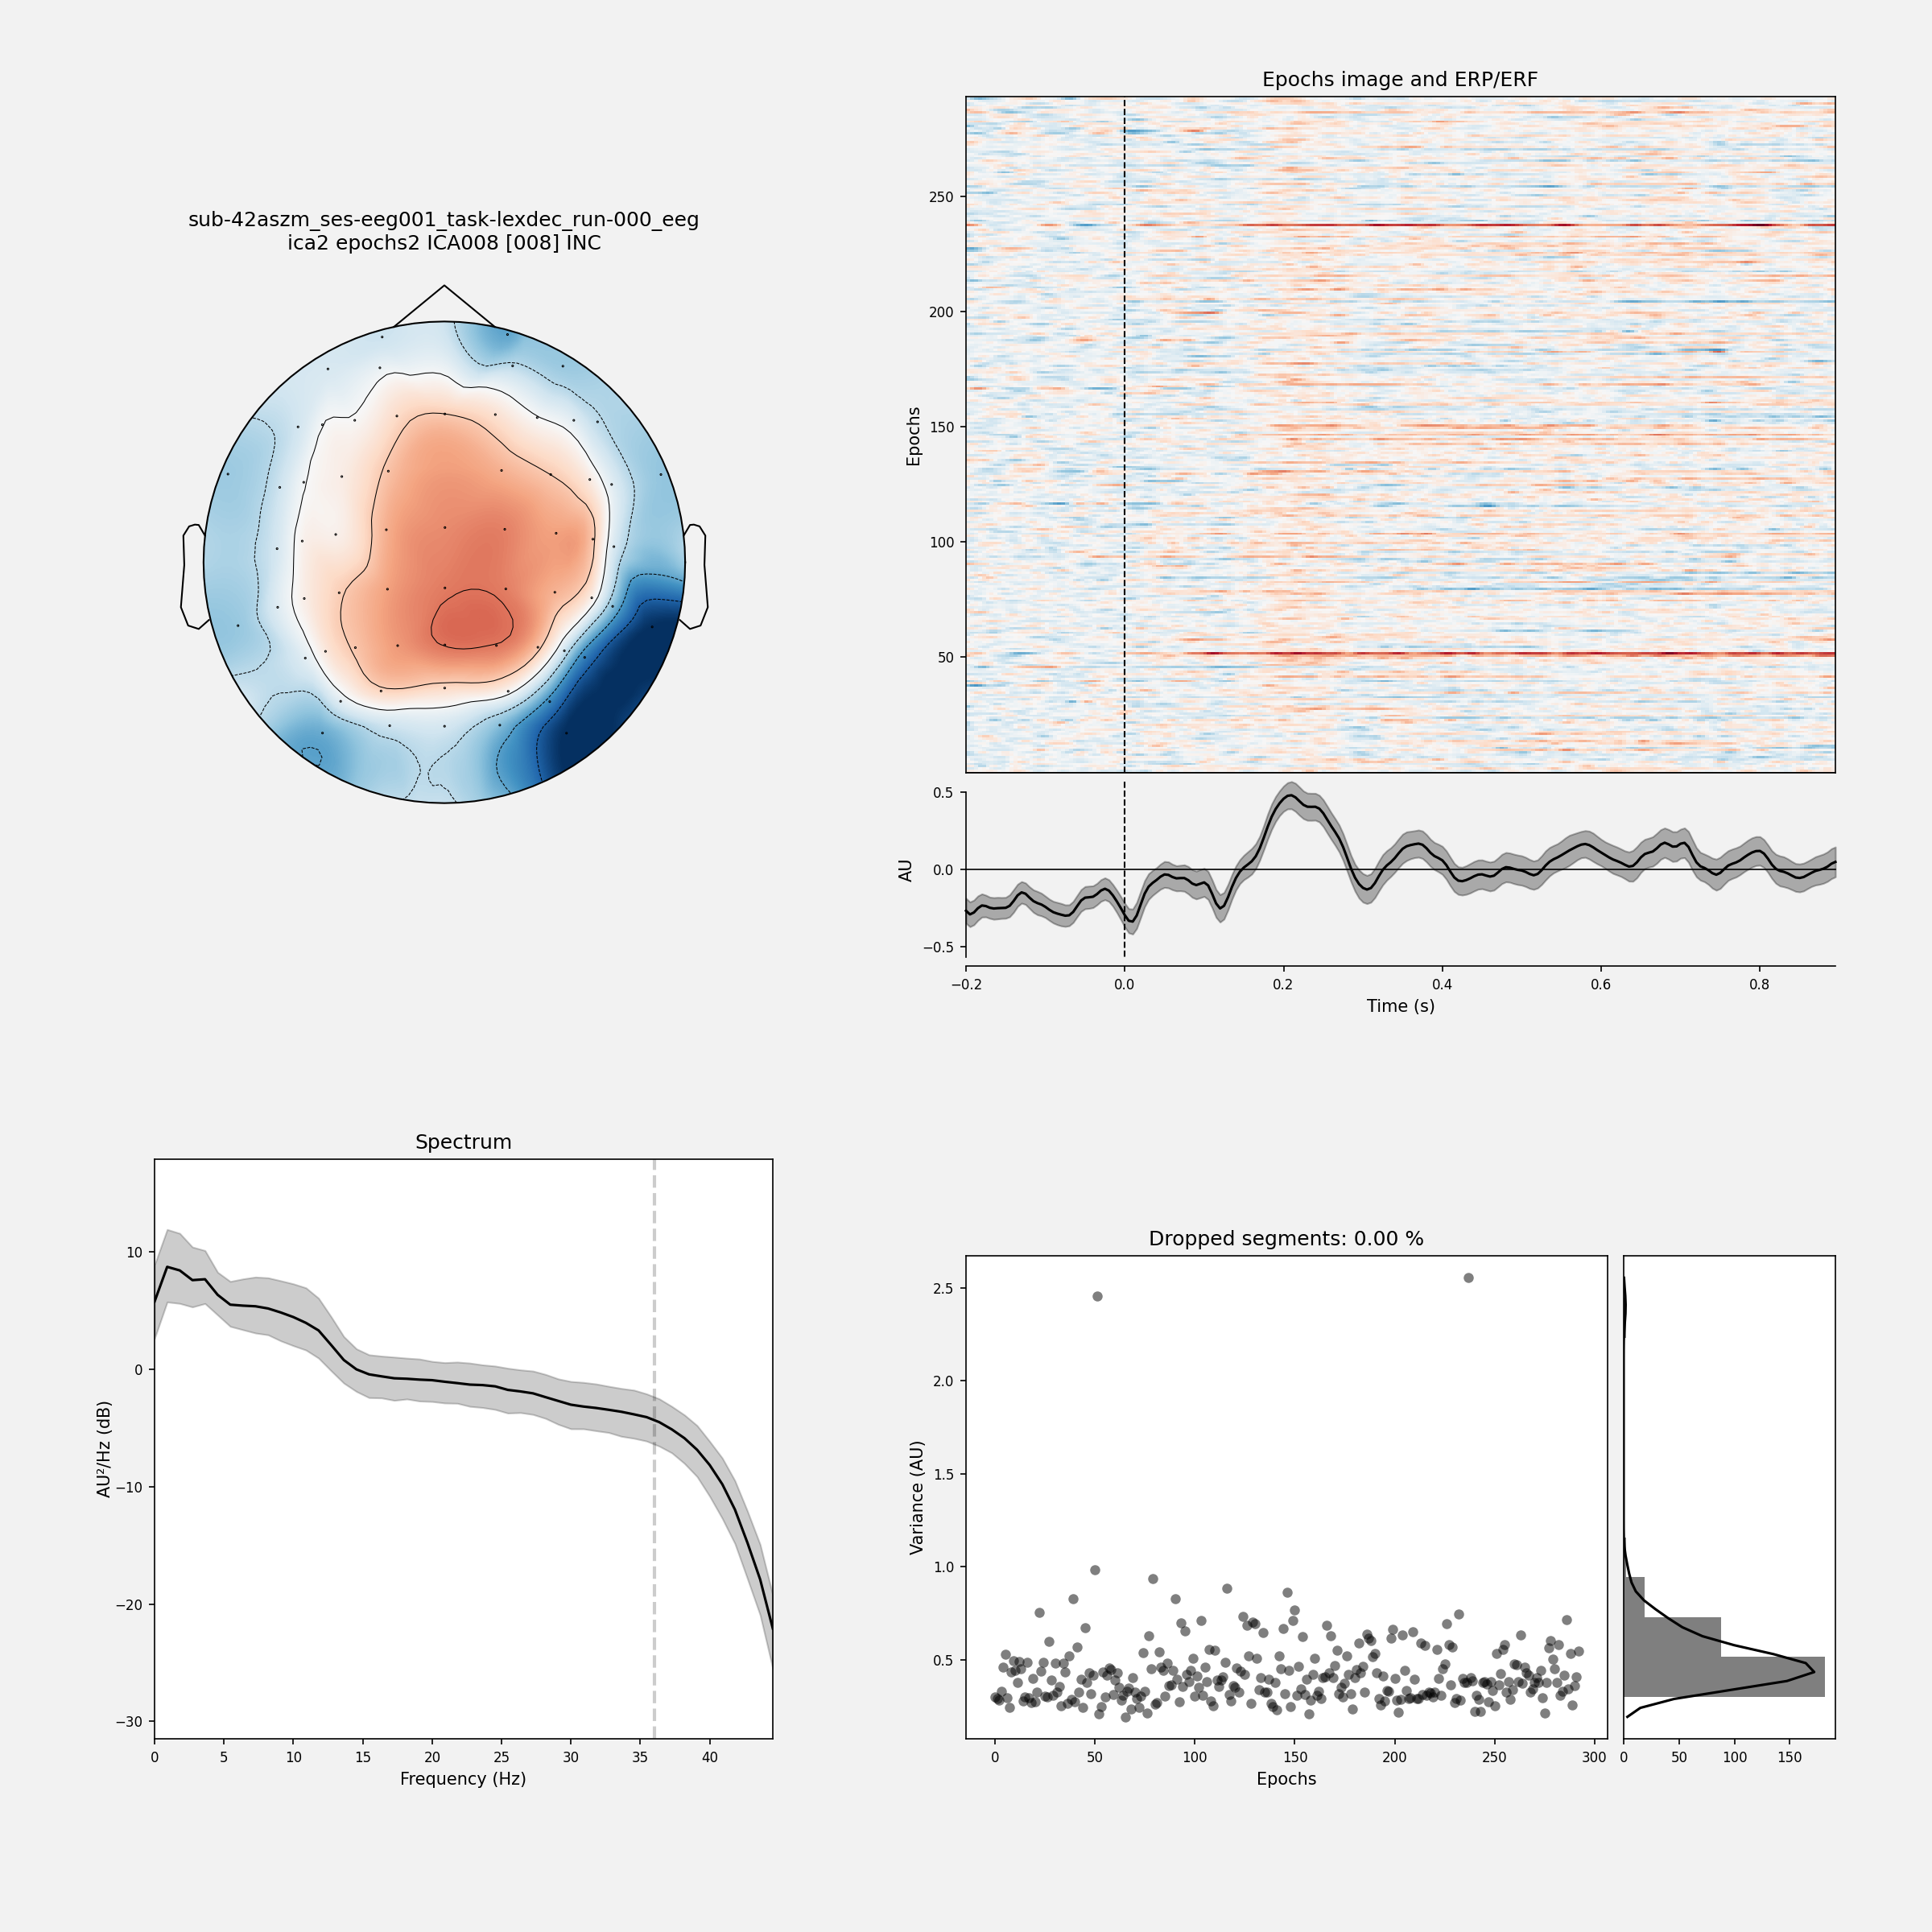 sub-42aszm_ses-eeg001_task-lexdec_run-000_eeg
ica2 epochs2 ICA008 [008] INC
Epochs image and ERP/ERF
Epochs
250
200
150
100
50
AU
0.5
0.0
−0.5
−0.2 0.0 0.2 0.4 0.6 0.8
Time (s)
Spectrum
AU²/Hz (dB)
10
0
−10
−20
−30
0 5 10 15 20 25 30 35 40
Frequency (Hz)
Dropped segments: 0.00 %
Variance (AU)
2.5
2.0
1.5
1.0
0.5
0 50 100 150 200 250 300
Epochs
0 50 100 150